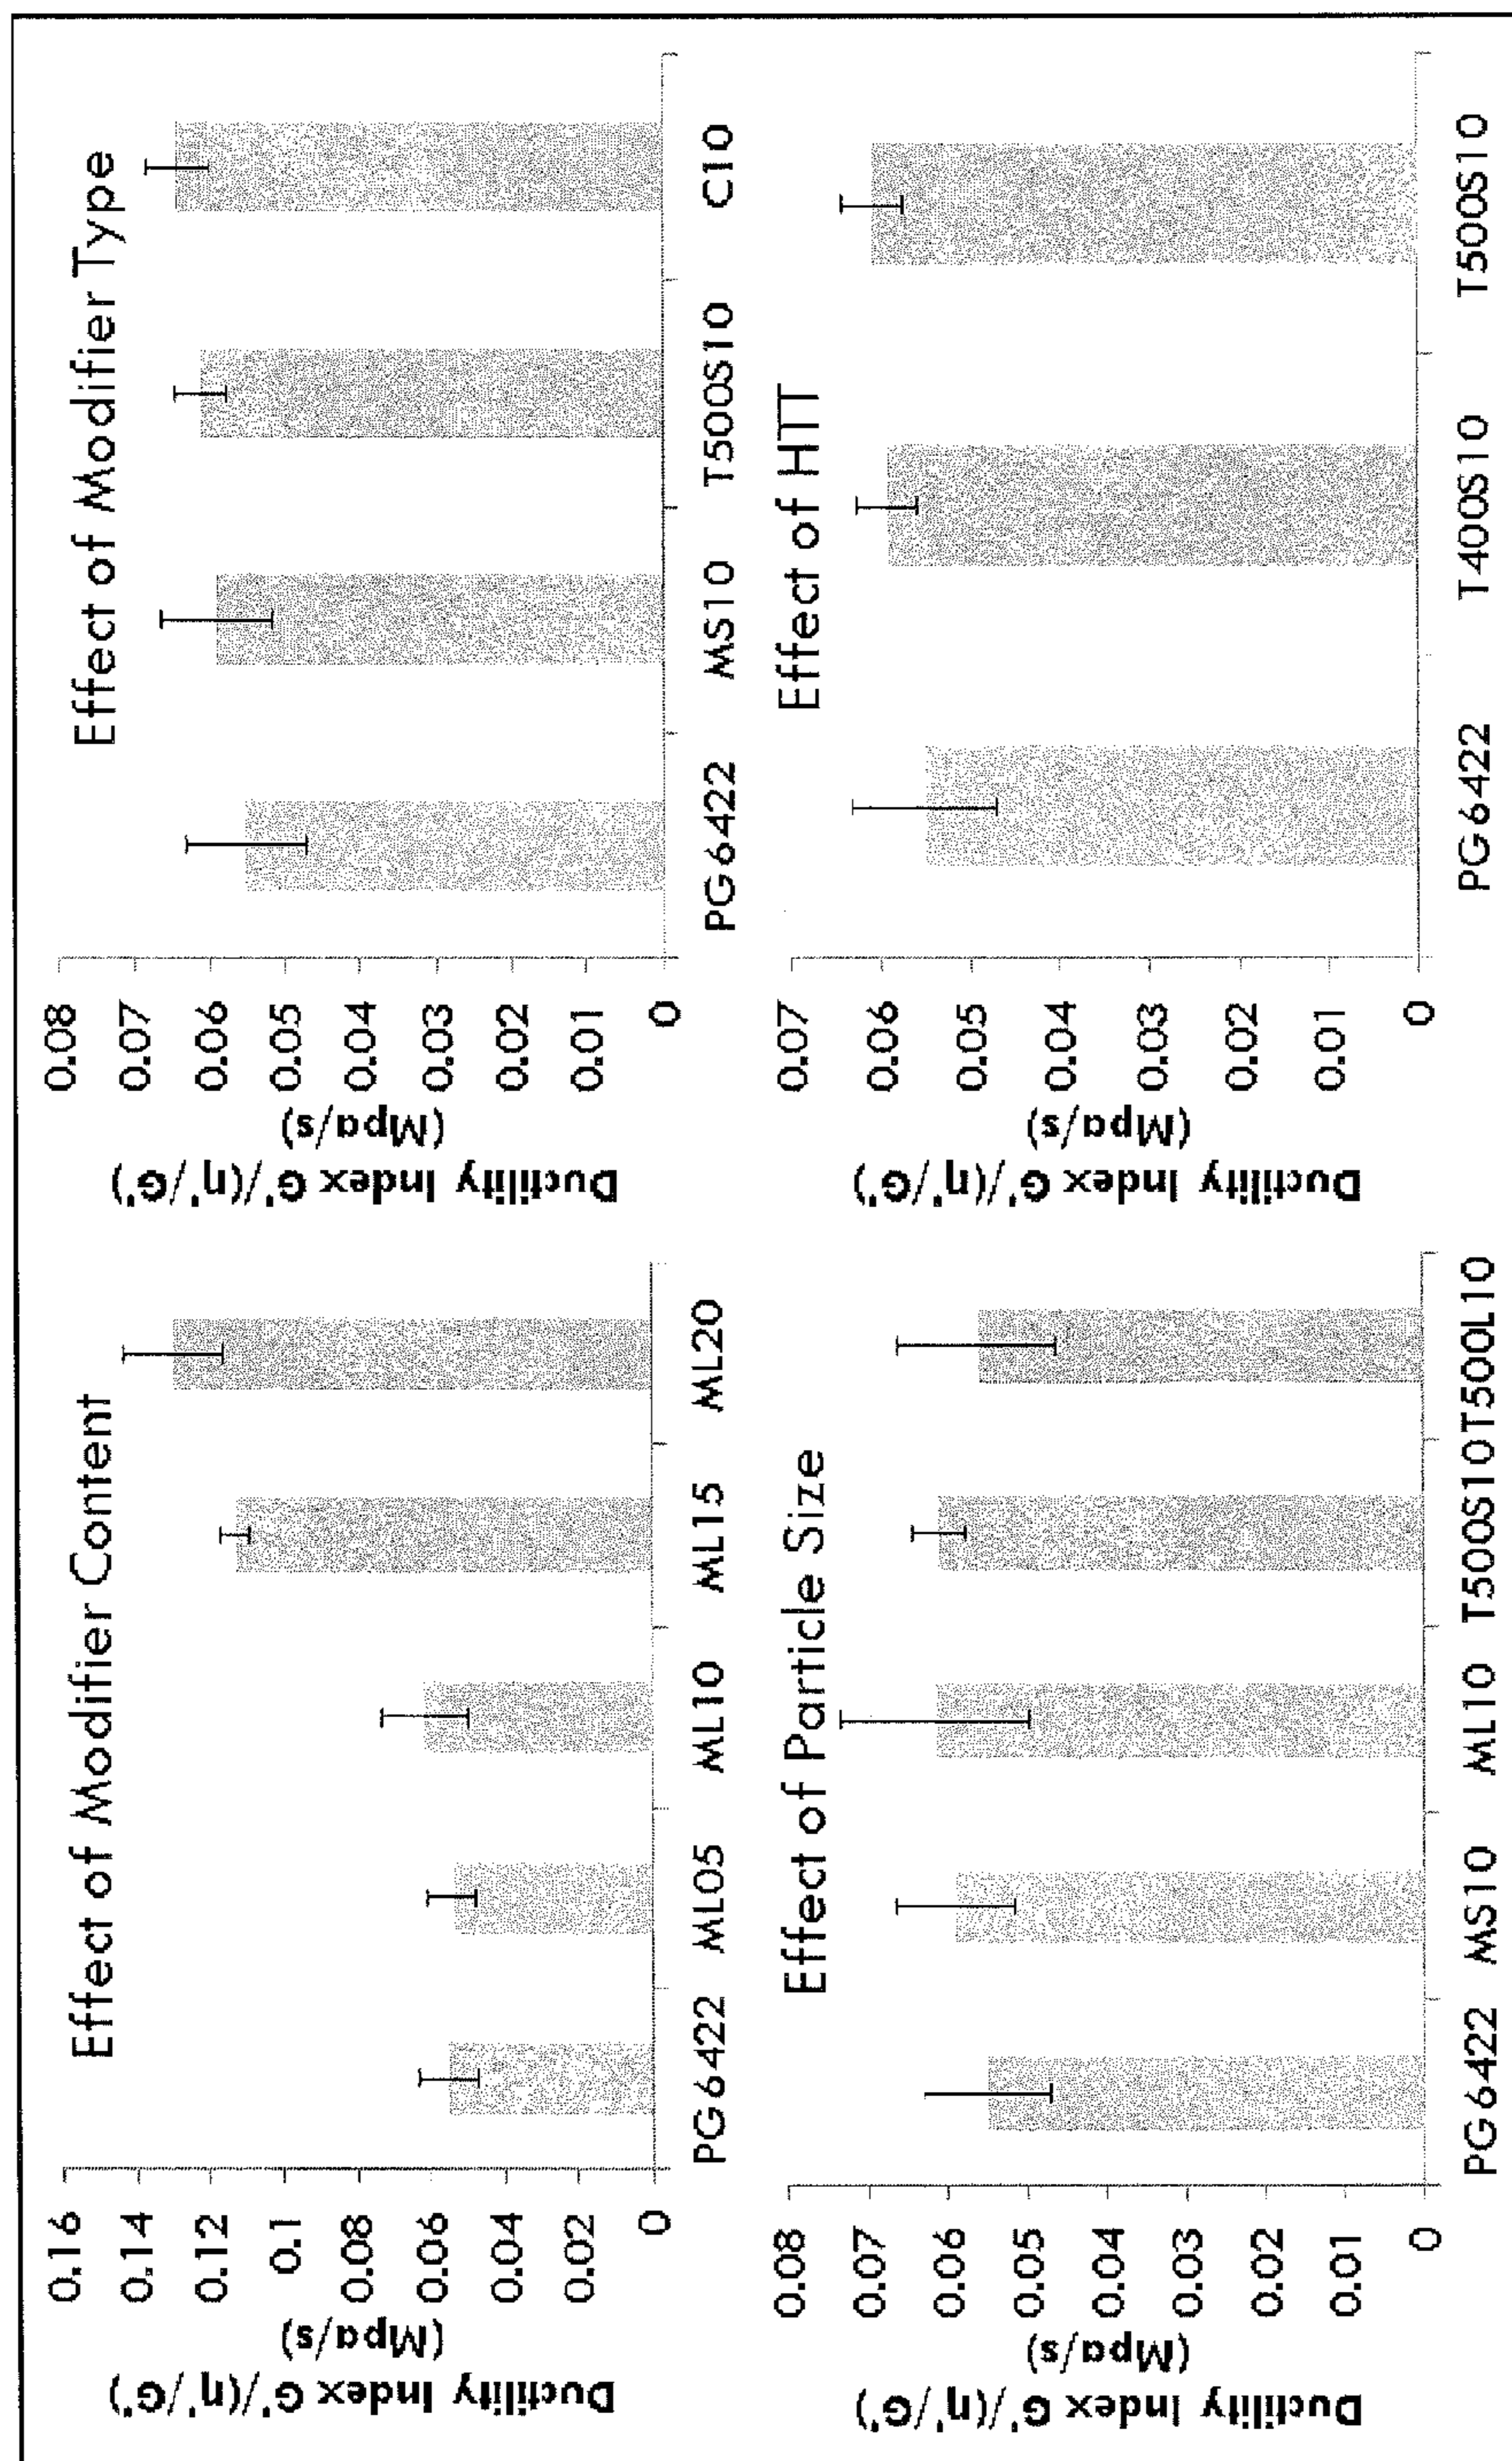 Effect of Modifier Content
Ductility Index G'/(η'/G')
(Mpa/s)
0.16
0.14
0.12
0.1
0.08
0.06
0.04
0.02
0
PG6422 ML05 ML10 ML15 ML20
Effect of Modifier Type
Ductility Index G'/(η'/G')
(Mpa/s)
0.08
0.07
0.06
0.05
0.04
0.03
0.02
0.01
0
PG6422 MS10 T500S10 C10
Effect of Particle Size
Ductility Index G'/(η'/G')
(Mpa/s)
0.08
0.07
0.06
0.05
0.04
0.03
0.02
0.01
0
PG6422 MS10 ML10 T500S10 T500L10
Effect of HTT
Ductility Index G'/(η'/G')
(Mpa/s)
0.07
0.06
0.05
0.04
0.03
0.02
0.01
0
PG6422 T400S10 T500S10